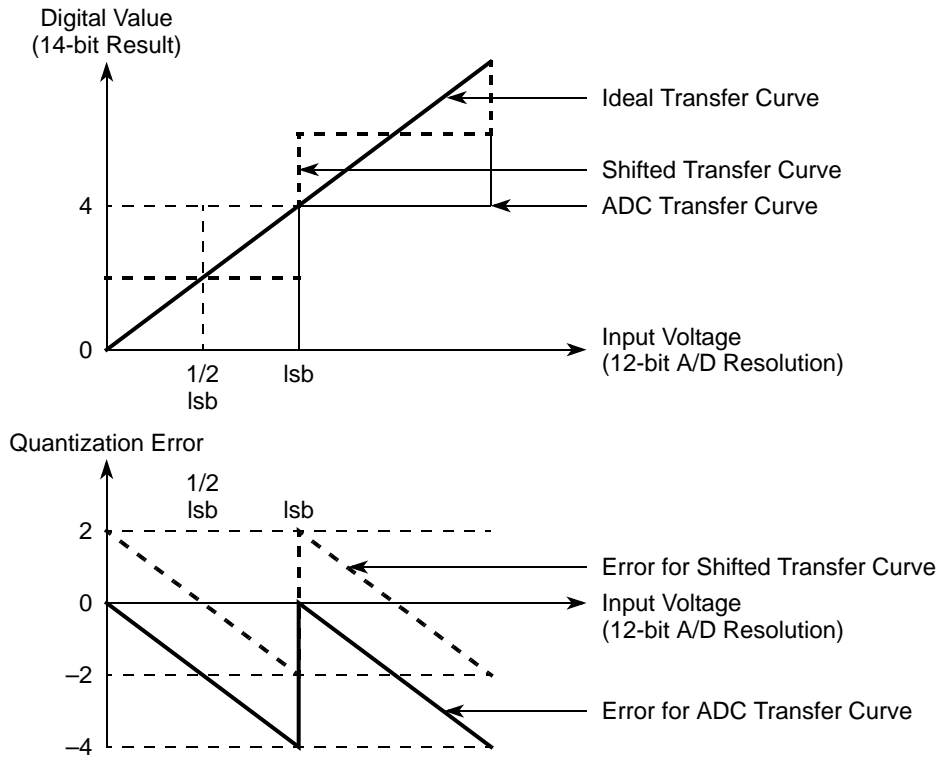 Digital Value
(14-bit Result)
Ideal Transfer Curve
Shifted Transfer Curve
4
ADC Transfer Curve
0
Input Voltage
(12-bit A/D Resolution)
1/2
lsb
lsb
Quantization Error
1/2
lsb
lsb
2
Error for Shifted Transfer Curve
0
Input Voltage
(12-bit A/D Resolution)
–2
Error for ADC Transfer Curve
–4